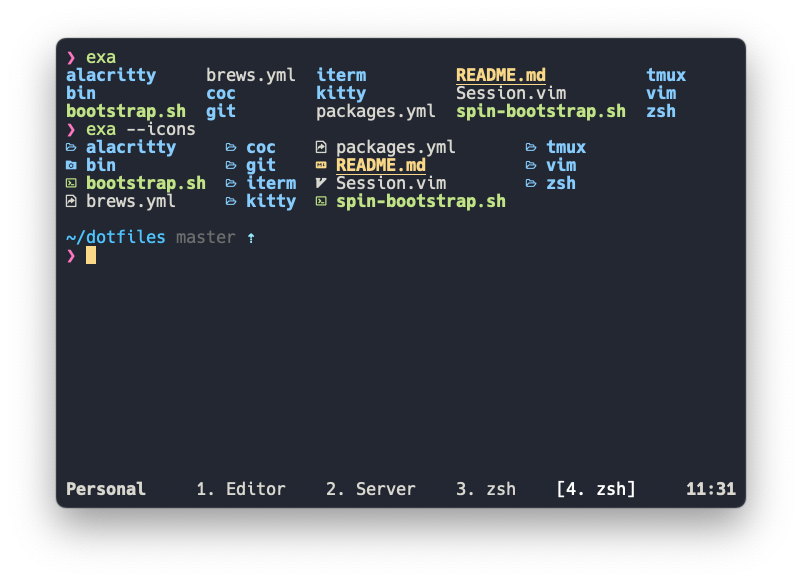 ❯ exa
alacritty brews.yml iterm README.md tmux
bin coc kitty Session.vim vim
bootstrap.sh git packages.yml spin-bootstrap.sh zsh
❯ exa --icons
alacritty coc packages.yml tmux
bin git README.md vim
bootstrap.sh iterm Session.vim zsh
brews.yml kitty spin-bootstrap.sh
~/dotfiles master ⇡
❯
Personal 1. Editor 2. Server 3. zsh [4. zsh] 11:31